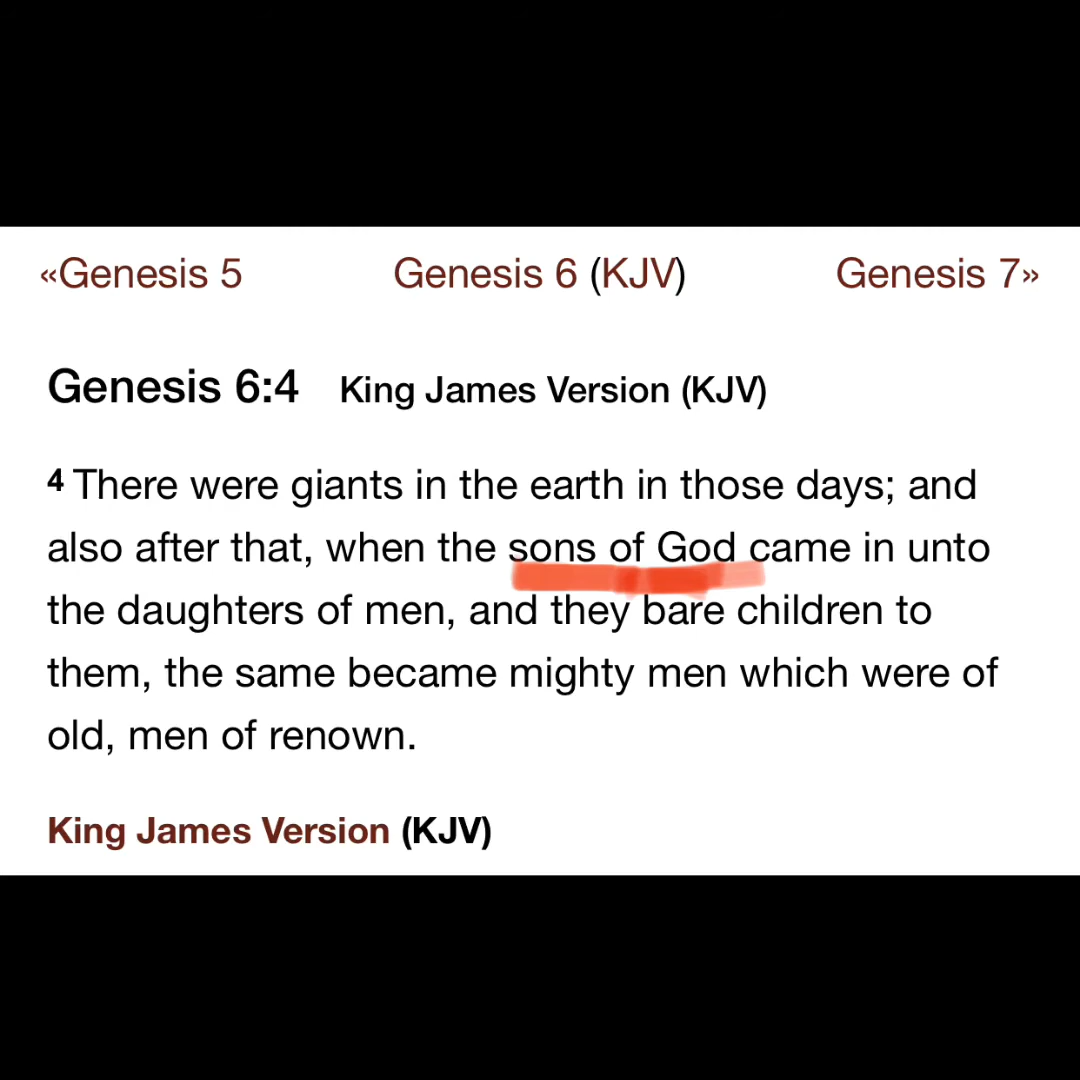 «Genesis 5 Genesis 6 (KJV) Genesis 7»
Genesis 6:4 King James Version (KJV)
4 There were giants in the earth in those days; and
also after that, when the sons of God came in unto
the daughters of men, and they bare children to
them, the same became mighty men which were of
old, men of renown.
King James Version (KJV)